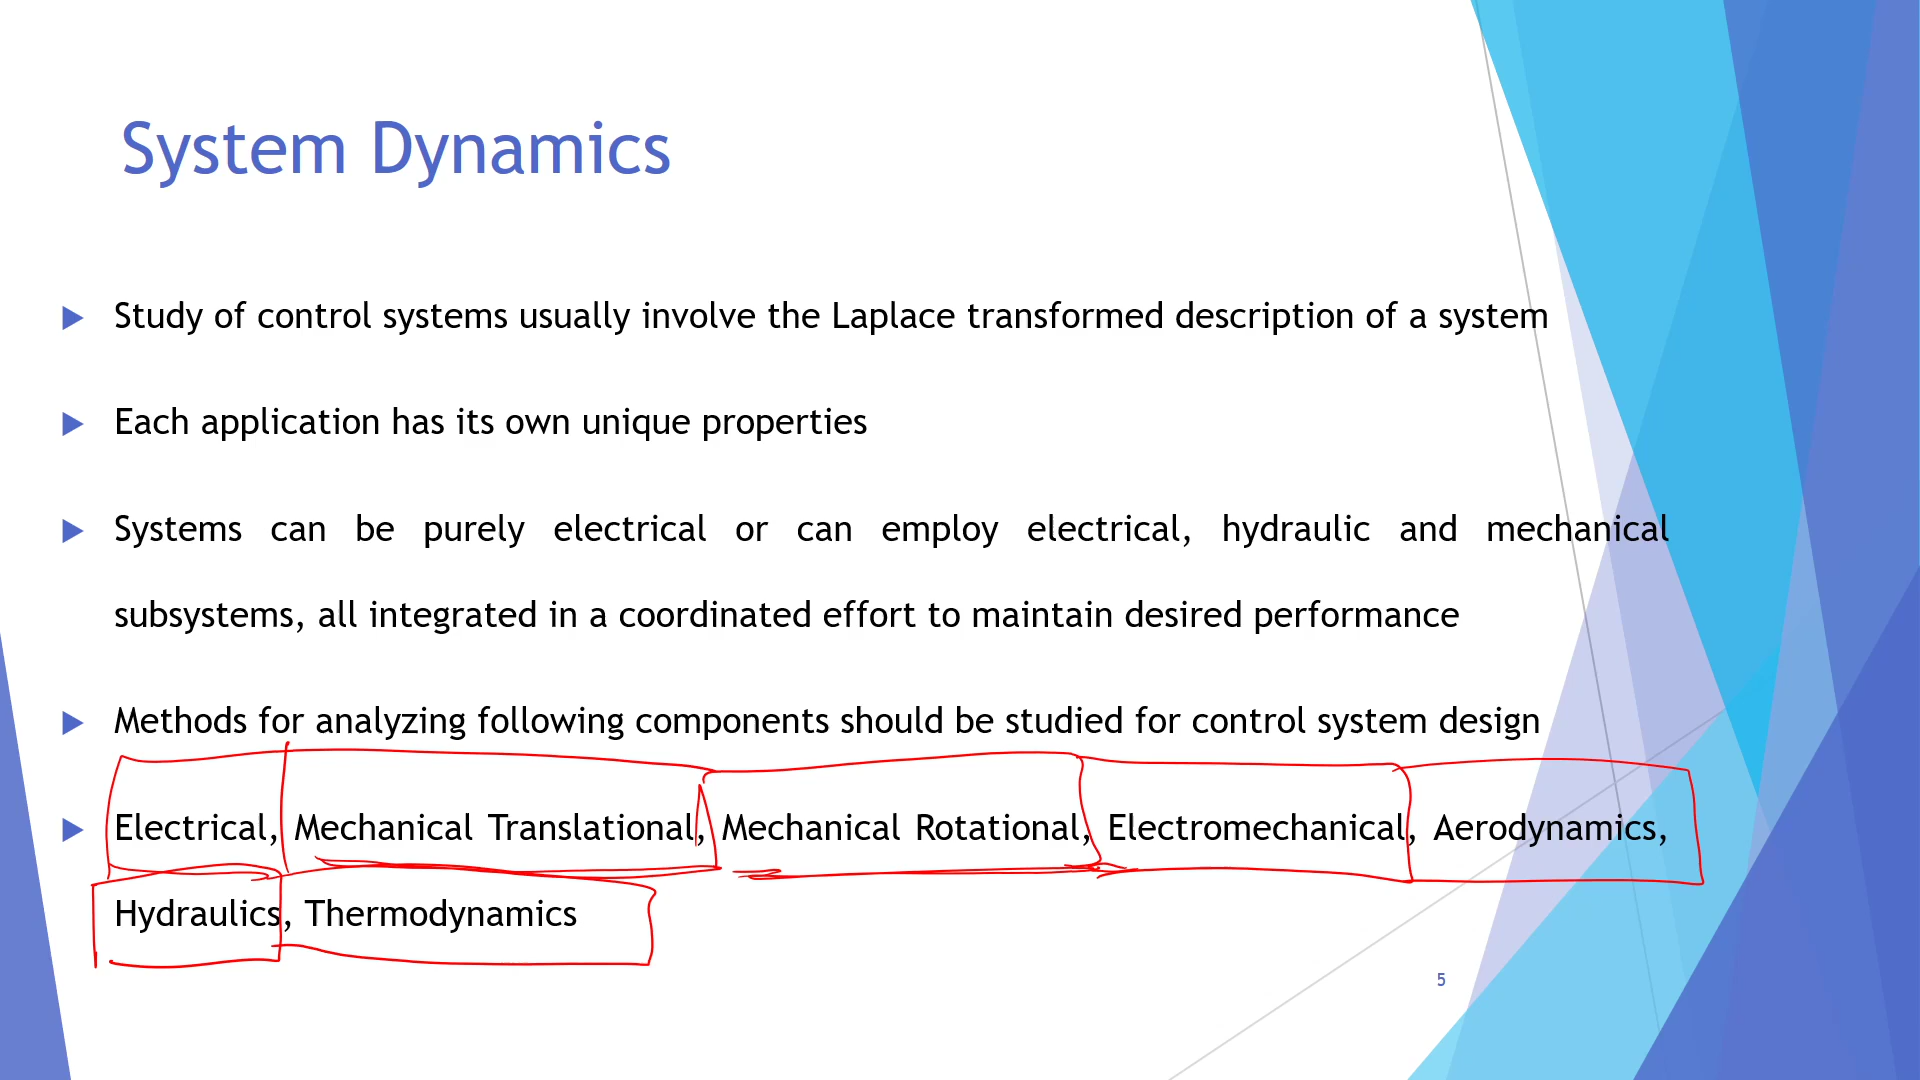 System Dynamics
Study of control systems usually involve the Laplace transformed description of a system
Each application has its own unique properties
Systems can be purely electrical or can employ electrical, hydraulic and mechanical
subsystems, all integrated in a coordinated effort to maintain desired performance
Methods for analyzing following components should be studied for control system design
Electrical, Mechanical Translational, Mechanical Rotational, Electromechanical, Aerodynamics,
Hydraulics, Thermodynamics
5